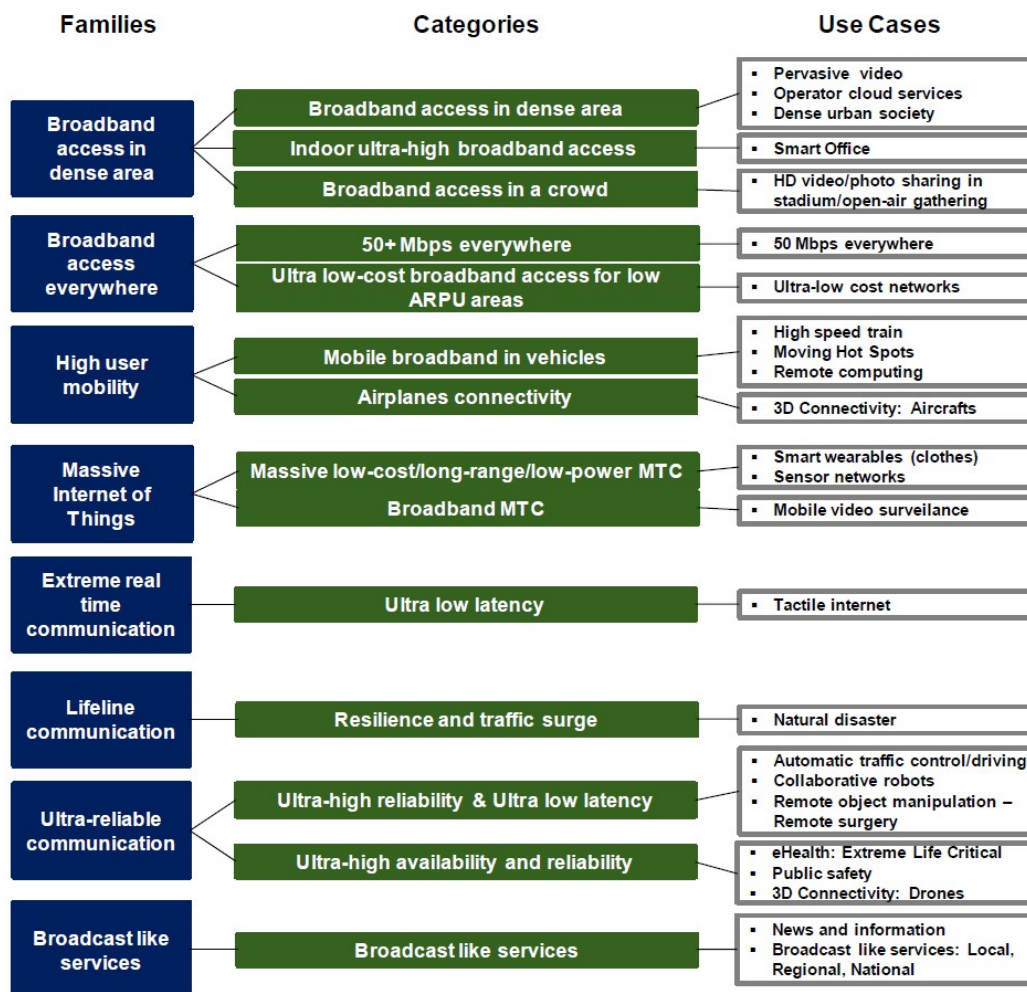 Families
Categories
Use Cases
Broadband
access in
dense area
Broadband access in dense area
▪ Pervasive video
▪ Operator cloud services
▪ Dense urban society
Indoor ultra-high broadband access
▪ Smart Office
Broadband access in a crowd
▪ HD video/photo sharing in
stadium/open-air gathering
Broadband
access
everywhere
50+ Mbps everywhere
▪ 50 Mbps everywhere
Ultra low-cost broadband access for low
ARPU areas
▪ Ultra-low cost networks
High user
mobility
Mobile broadband in vehicles
▪ High speed train
▪ Moving Hot Spots
▪ Remote computing
Airplanes connectivity
▪ 3D Connectivity: Aircrafts
Massive
Internet of
Things
Massive low-cost/long-range/low-power MTC
▪ Smart wearables (clothes)
▪ Sensor networks
Broadband MTC
▪ Mobile video surveilance
Extreme real
time
communication
Ultra low latency
▪ Tactile internet
Lifeline
communication
Resilience and traffic surge
▪ Natural disaster
Ultra-reliable
communication
Ultra-high reliability & Ultra low latency
▪ Automatic traffic control/driving
▪ Collaborative robots
▪ Remote object manipulation –
Remote surgery
Ultra-high availability and reliability
▪ eHealth: Extreme Life Critical
▪ Public safety
▪ 3D Connectivity: Drones
Broadcast like
services
Broadcast like services
▪ News and information
▪ Broadcast like services: Local,
Regional, National